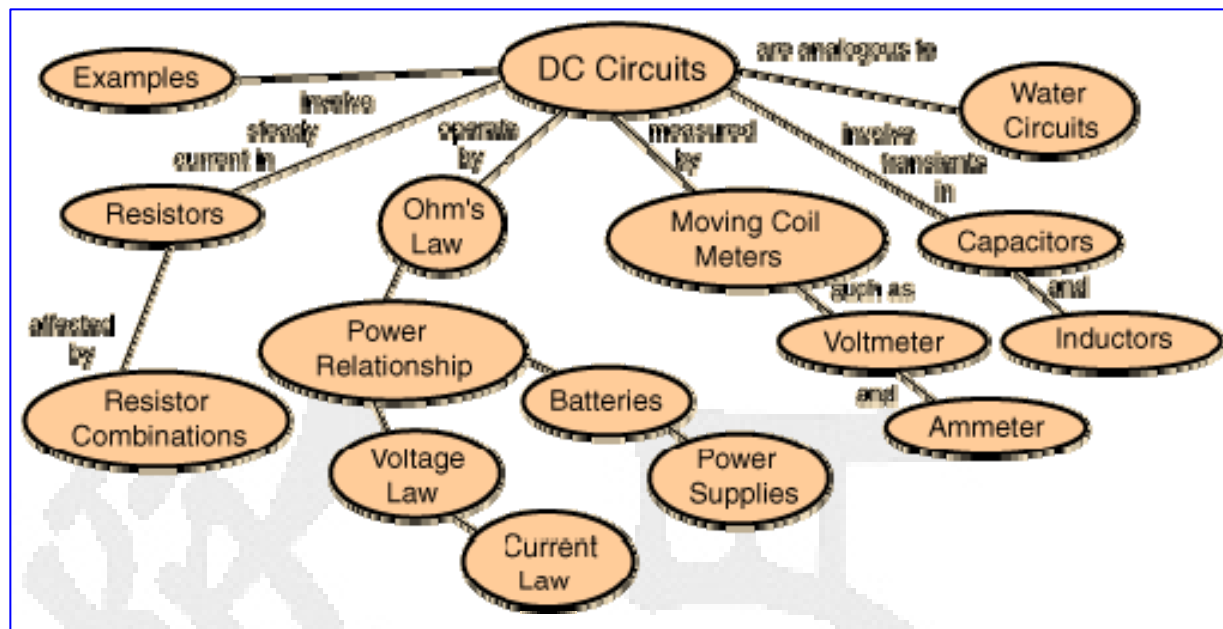 DC Circuits
Examples
are analogous to
Water
Circuits
involve
steady
current in
operate
by
measured
by
involve
transients
in
Resistors
Ohm's
Law
Moving Coil
Meters
Capacitors
such as
and
affected
by
Power
Relationship
Voltmeter
Inductors
and
Resistor
Combinations
Batteries
Ammeter
Voltage
Law
Power
Supplies
Current
Law